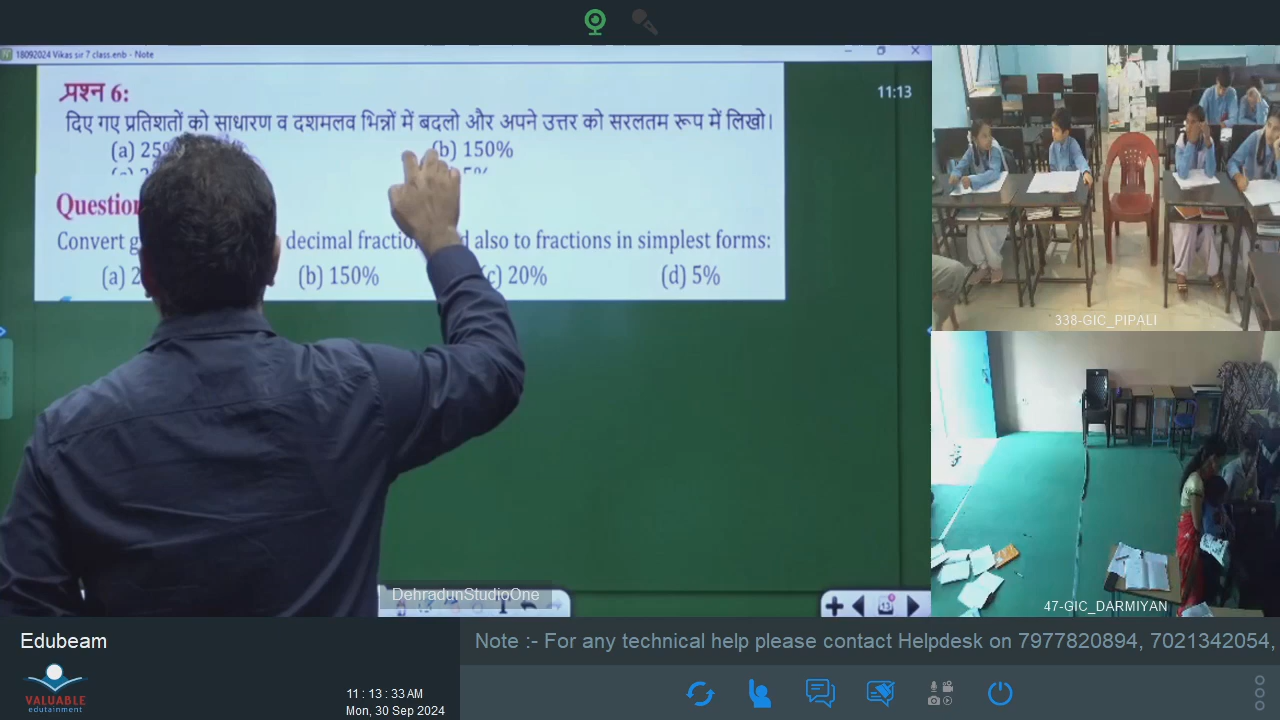 18092024 Vikas sir 7 class.enb - Note
प्रश्न 6:
11:13
दिए गए प्रतिशतों को साधारण व दशमलव भिन्नों में बदलो और अपने उत्तर को सरलतम रूप में लिखो।
(a) 25% (b) 150%
Question
Convert decimal also to fractions in simplest forms:
(a) 2 (b) 150% (c) 20% (d) 5%
338-GIC_PIPALI
DehradunStudioOne
47-GIC_DARMIYAN
Edubeam
Note :- For any technical help please contact Helpdesk on 7977820894, 7021342054,
VALUABLE
edutainment
11 : 13 : 33 AM
Mon, 30 Sep 2024